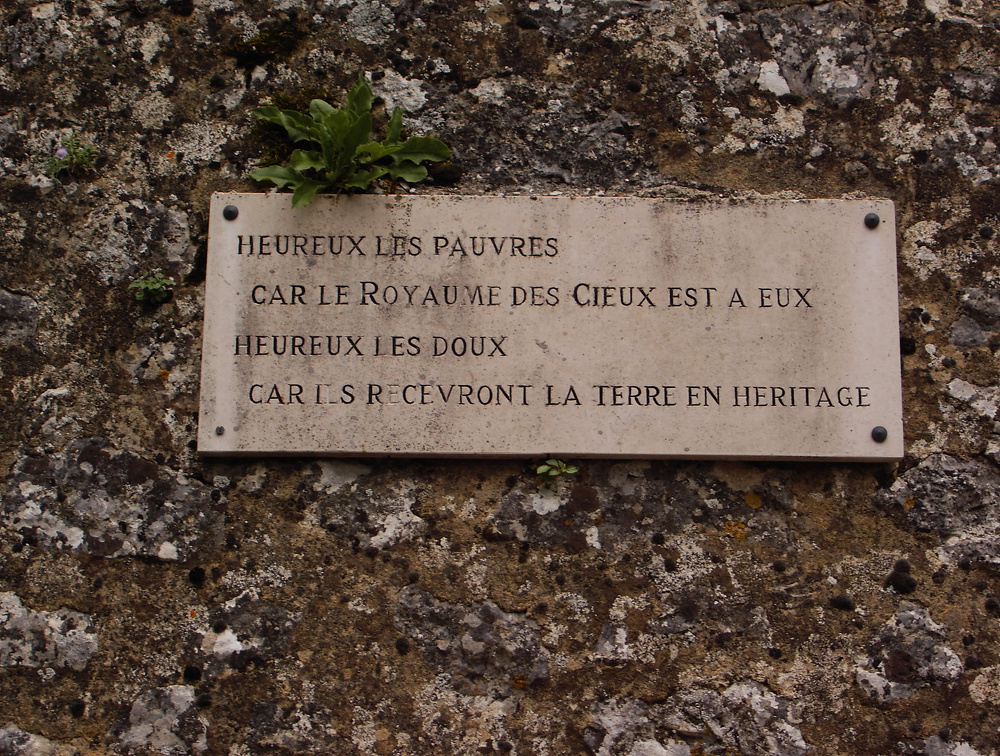 HEUREUX LES PAUVRES
CAR LE ROYAUME DES CIEUX EST A EUX
HEUREUX LES DOUX
CAR ILS RECEVRONT LA TERRE EN HERITAGE